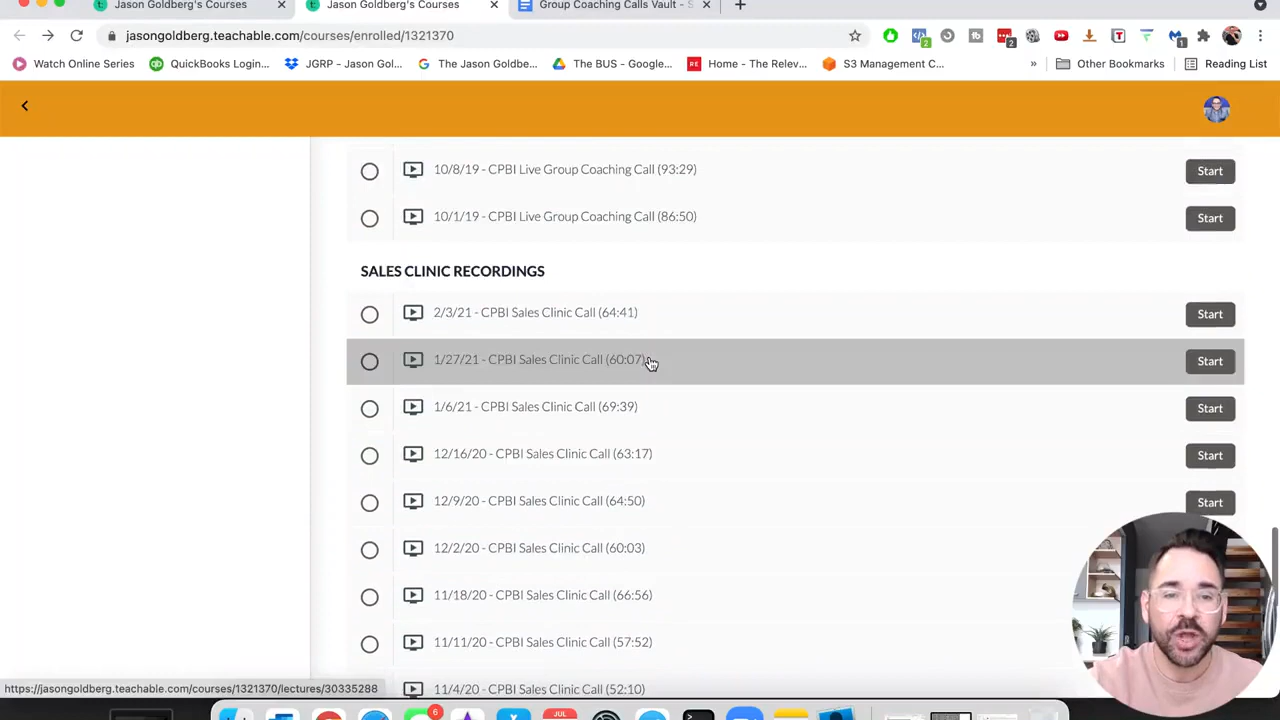 Jason Goldberg's Courses
Jason Goldberg's Courses
Group Coaching Calls Vault - S
jasongoldberg.teachable.com/courses/enrolled/1321370
2
2
1
Watch Online Series
QuickBooks Login...
JGRP - Jason Gol...
The Jason Goldbe...
The BUS - Google...
RE
Home - The Relev...
S3 Management C...
»
Other Bookmarks
Reading List
10/8/19 - CPBI Live Group Coaching Call (93:29)
Start
10/1/19 - CPBI Live Group Coaching Call (86:50)
Start
SALES CLINIC RECORDINGS
2/3/21 - CPBI Sales Clinic Call (64:41)
Start
1/27/21 - CPBI Sales Clinic Call (60:07)
Start
1/6/21 - CPBI Sales Clinic Call (69:39)
Start
12/16/20 - CPBI Sales Clinic Call (63:17)
Start
12/9/20 - CPBI Sales Clinic Call (64:50)
Start
12/2/20 - CPBI Sales Clinic Call (60:03)
11/18/20 - CPBI Sales Clinic Call (66:56)
11/11/20 - CPBI Sales Clinic Call (57:52)
11/4/20 - CPBI Sales Clinic Call (52:10)
https://jasongoldberg.teachable.com/courses/1321370/lectures/30335288
6
JUL